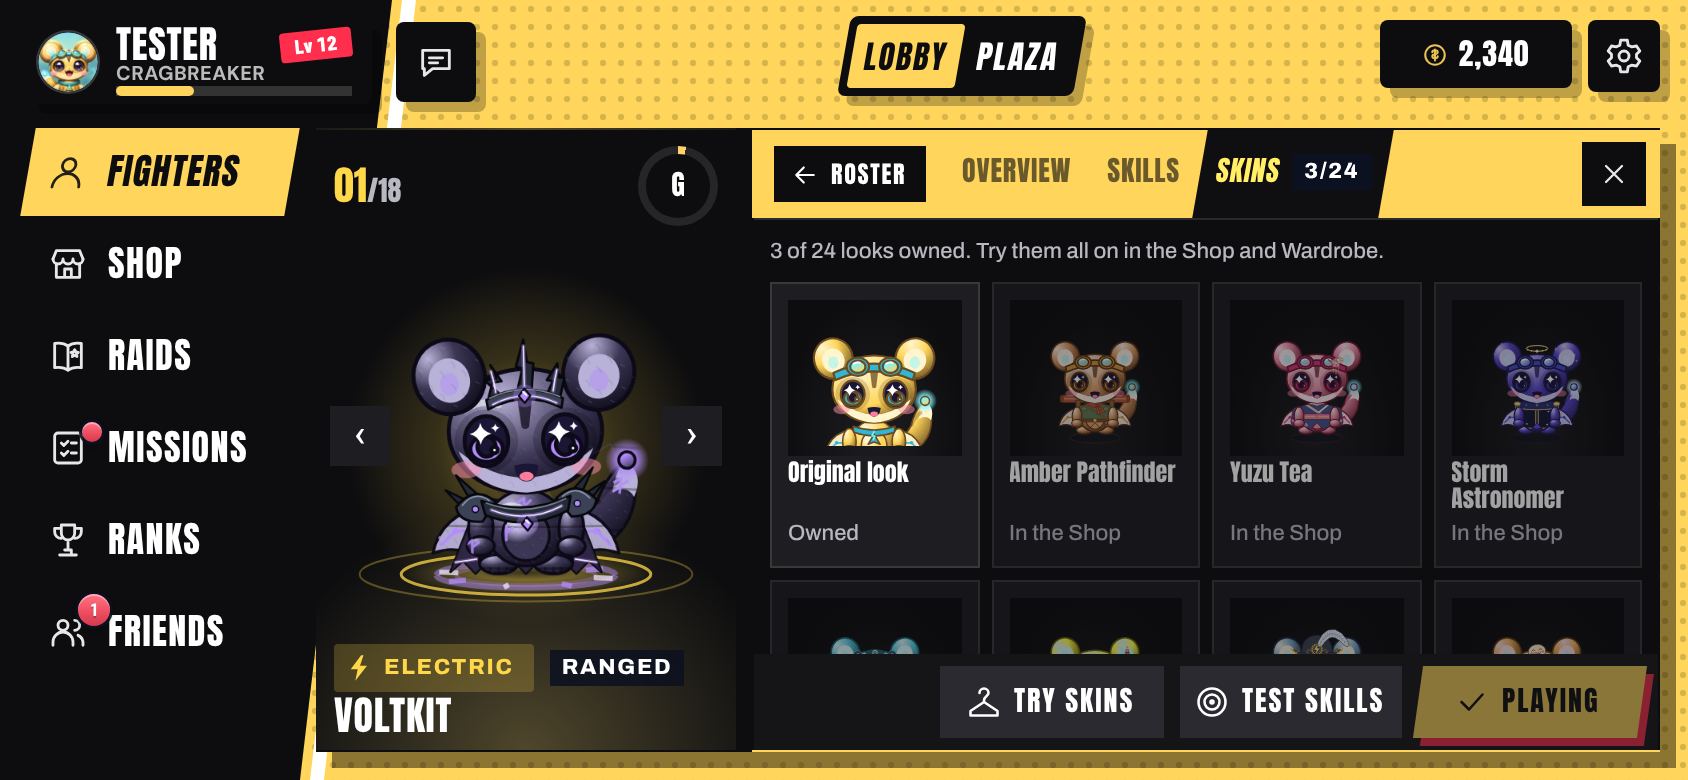 TESTER
Lv 12
CRAGBREAKER
LOBBY
PLAZA
2,340
FIGHTERS
SHOP
RAIDS
MISSIONS
RANKS
1
FRIENDS
01/18
G
ELECTRIC
RANGED
VOLTKIT
ROSTER
OVERVIEW
SKILLS
SKINS
3/24
3 of 24 looks owned. Try them all on in the Shop and Wardrobe.
Original look
Owned
Amber Pathfinder
In the Shop
Yuzu Tea
In the Shop
Storm
Astronomer
In the Shop
TRY SKINS
TEST SKILLS
PLAYING